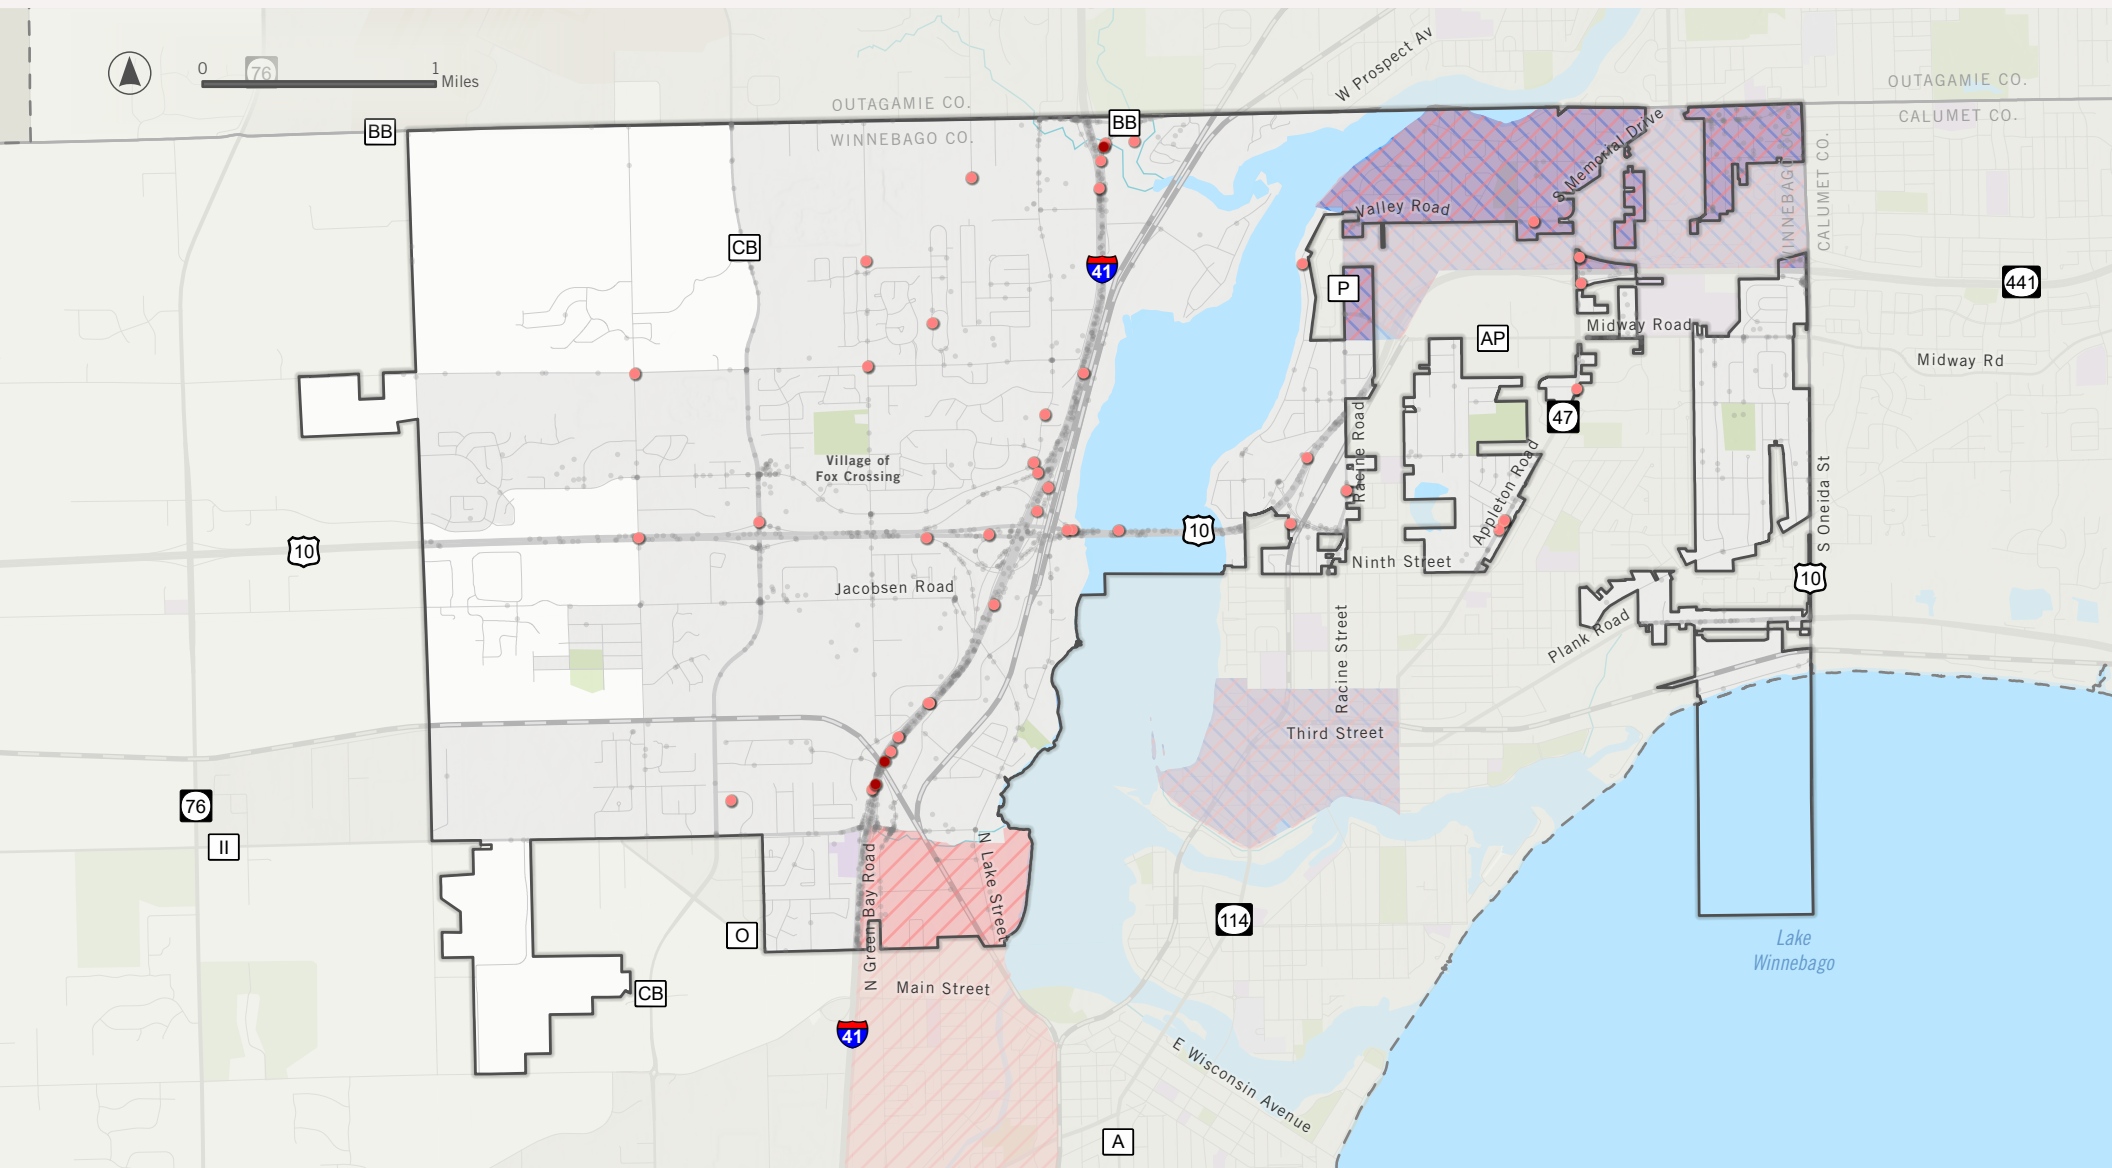 W Prospect Av
0
76
1
Miles
OUTAGAMIE CO.
WINNEBAGO CO.
OUTAGAMIE CO.
CALUMET CO.
BB
BB
S Memorial Drive
WINNEBAGO CO.
CALUMET CO.
Valley Road
CB
41
P
441
Midway Road
AP
Midway Rd
47
Racine Road
Appleton Road
Village of
Fox Crossing
S Oneida St
10
10
Ninth Street
10
Jacobsen Road
Plank Road
Racine Street
Third Street
76
II
N Green Bay Road
N Lake Street
O
114
Lake
Winnebago
CB
Main Street
41
E Wisconsin Avenue
A